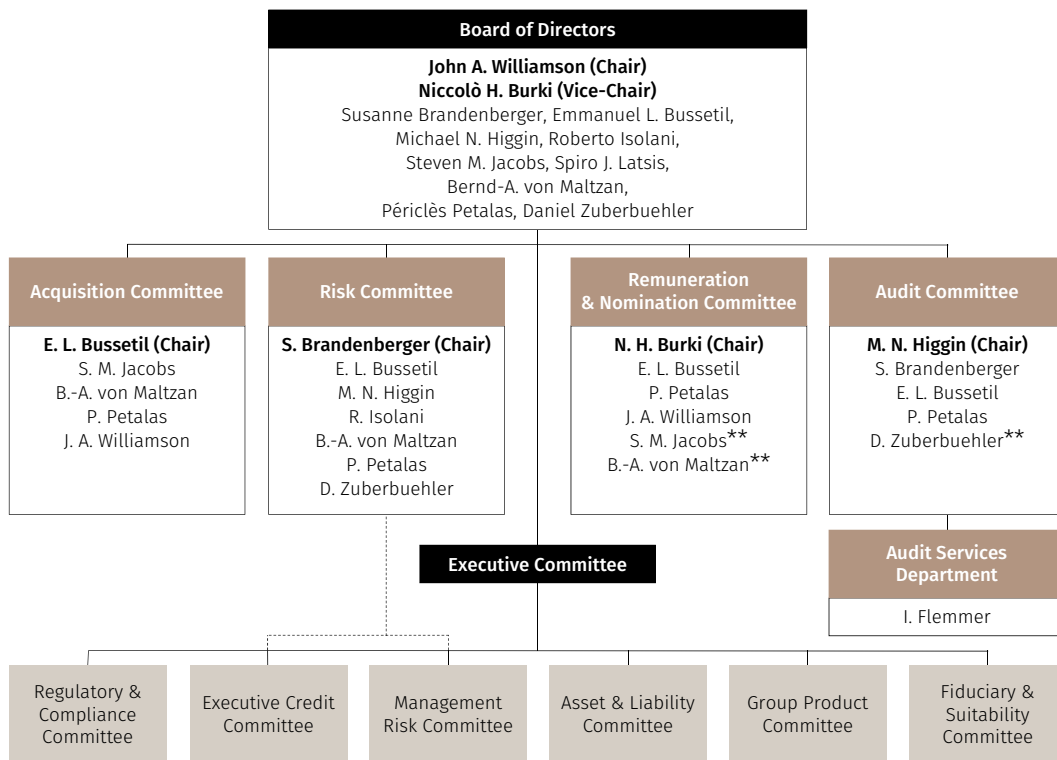 Board of Directors
John A. Williamson (Chair)
Niccolò H. Burki (Vice-Chair)
Susanne Brandenberger, Emmanuel L. Bussetil,
Michael N. Higgin, Roberto Isolani,
Steven M. Jacobs, Spiro J. Latsis,
Bernd-A. von Maltzan,
Périclès Petalas, Daniel Zuberbuehler
Acquisition Committee
E. L. Bussetil (Chair)
S. M. Jacobs
B.-A. von Maltzan
P. Petalas
J. A. Williamson
Risk Committee
S. Brandenberger (Chair)
E. L. Bussetil
M. N. Higgin
R. Isolani
B.-A. von Maltzan
P. Petalas
D. Zuberbuehler
Remuneration
& Nomination Committee
N. H. Burki (Chair)
E. L. Bussetil
P. Petalas
J. A. Williamson
S. M. Jacobs**
B.-A. von Maltzan**
Audit Committee
M. N. Higgin (Chair)
S. Brandenberger
E. L. Bussetil
P. Petalas
D. Zuberbuehler**
Executive Committee
Audit Services
Department
I. Flemmer
Regulatory &
Compliance
Committee
Executive Credit
Committee
Management
Risk Committee
Asset & Liability
Committee
Group Product
Committee
Fiduciary &
Suitability
Committee